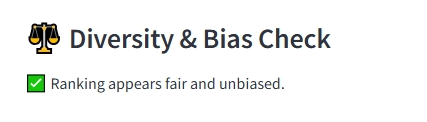 Diversity & Bias Check
Ranking appears fair and unbiased.